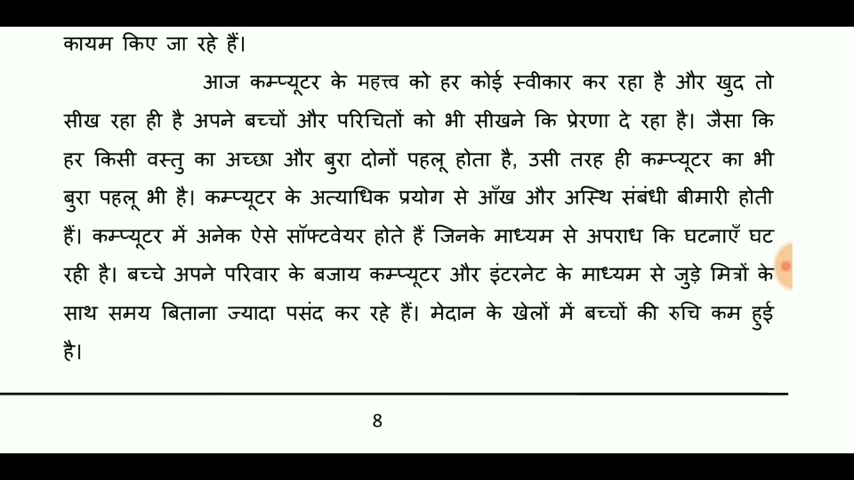 कायम किए जा रहे हैं।
आज कम्प्यूटर के महत्त्व को हर कोई स्वीकार कर रहा है और खुद तो
सीख रहा ही है अपने बच्चों और परिचितों को भी सीखने कि प्रेरणा दे रहा है। जैसा कि
हर किसी वस्तु का अच्छा और बुरा दोनों पहलू होता है, उसी तरह ही कम्प्यूटर का भी
बुरा पहलू भी है। कम्प्यूटर के अत्याधिक प्रयोग से आँख और अस्थि संबंधी बीमारी होती
हैं। कम्प्यूटर में अनेक ऐसे सॉफ्टवेयर होते हैं जिनके माध्यम से अपराध कि घटनाएँ घट
रही है। बच्चे अपने परिवार के बजाय कम्प्यूटर और इंटरनेट के माध्यम से जुड़े मित्रों के
साथ समय बिताना ज्यादा पसंद कर रहे हैं। मेदान के खेलों में बच्चों की रुचि कम हुई
है।
8